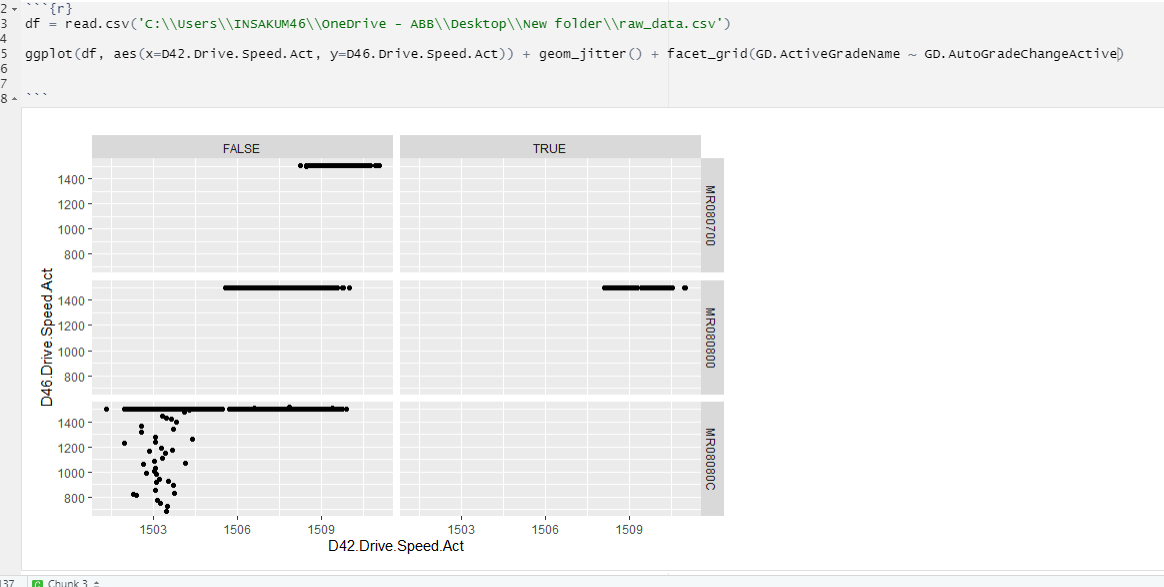 2 ```{r}
3 df = read.csv('C:\\Users\\INSAKUM46\\OneDrive - ABB\\Desktop\\New folder\\raw_data.csv')
4
5 ggplot(df, aes(x=D42.Drive.Speed.Act, y=D46.Drive.Speed.Act)) + geom_jitter() + facet_grid(GD.ActiveGradeName ~ GD.AutoGradeChangeActive)
6
7
8 ```
FALSE TRUE
1400
1200
1000
800
MR080700
1400
1200
1000
800
MR080800
1400
1200
1000
800
MR08080C
D46.Drive.Speed.Act
1503 1506 1509 1503 1506 1509
D42.Drive.Speed.Act
137 C Chunk 3